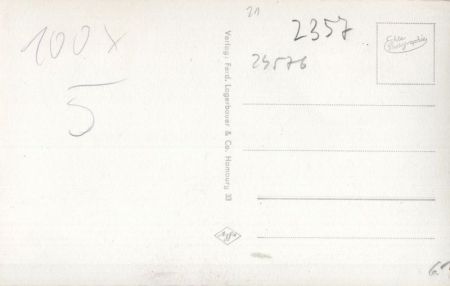 100x
5
21
2357
23576
Echte
Photographie
Verlag: Ferd. Lagerbauer & Co. Hamburg 33
Agfa